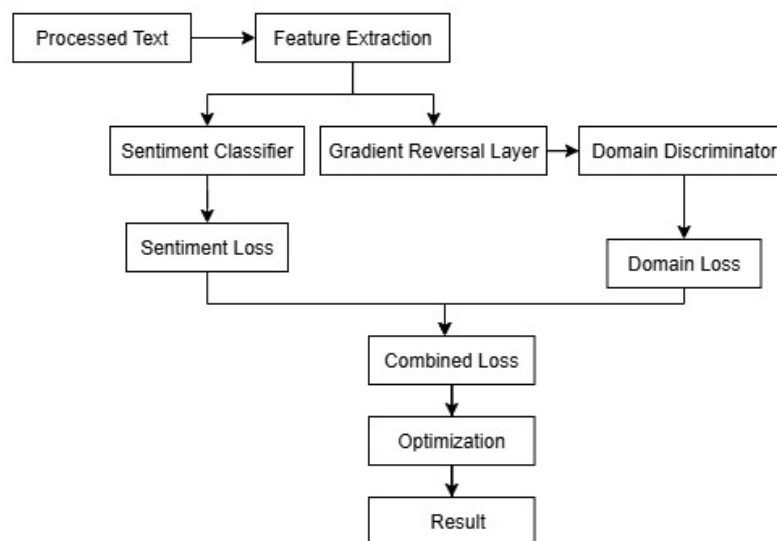 Processed Text
Feature Extraction
Sentiment Classifier
Gradient Reversal Layer
Domain Discriminator
Sentiment Loss
Domain Loss
Combined Loss
Optimization
Result